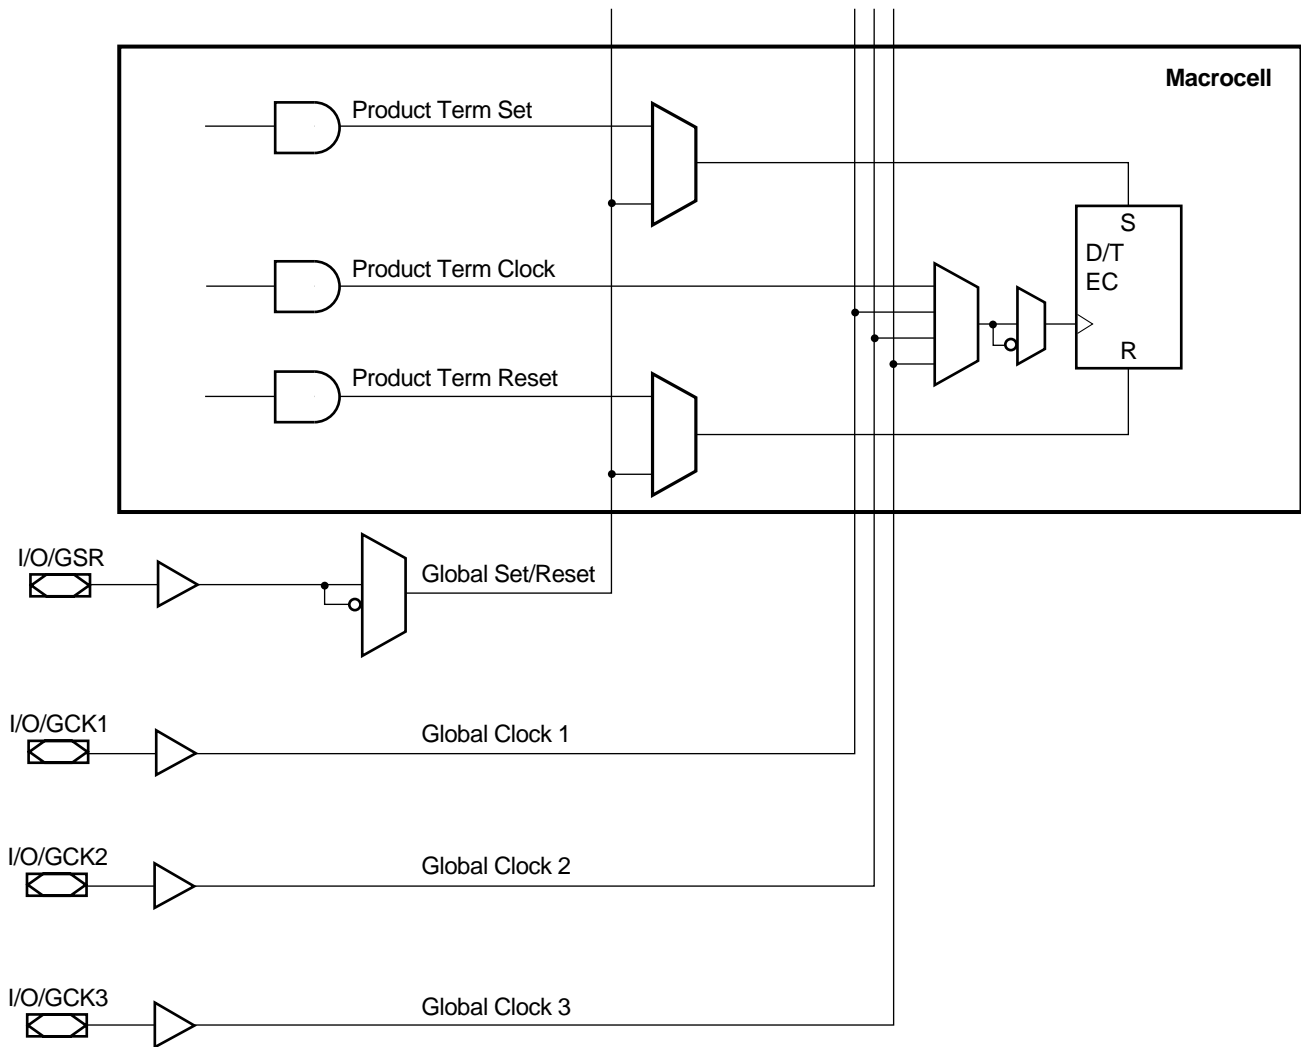 Macrocell
Product Term Set
S
D/T
Product Term Clock
EC
R
Product Term Reset
I/O/GSR
Global Set/Reset
I/O/GCK1
Global Clock 1
I/O/GCK2
Global Clock 2
I/O/GCK3
Global Clock 3